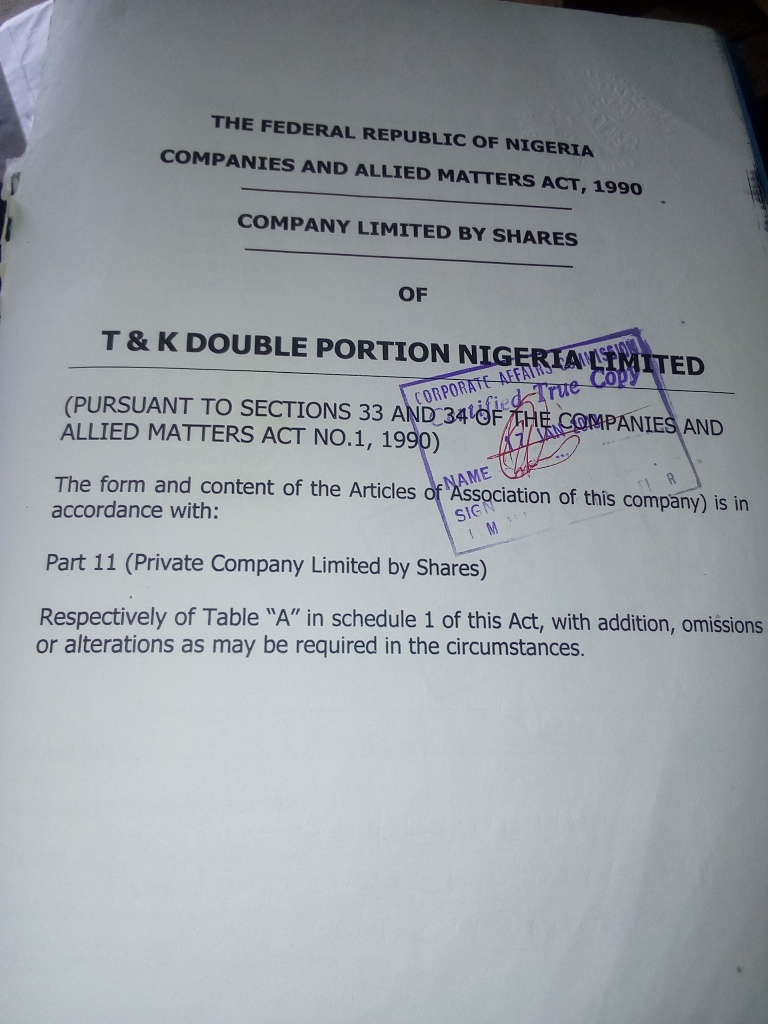 THE FEDERAL REPUBLIC OF NIGERIA
COMPANIES AND ALLIED MATTERS ACT, 1990
COMPANY LIMITED BY SHARES
OF
T & K DOUBLE PORTION NIGERIA LIMITED
CORPORATE AFFAIRS COMMISSION
Certified True Copy
(PURSUANT TO SECTIONS 33 AND 34 OF THE COMPANIES AND
ALLIED MATTERS ACT NO.1, 1990)
17 JAN
NAME
SIGN
The form and content of the Articles of Association of this company) is in
accordance with:
Part 11 (Private Company Limited by Shares)
Respectively of Table “A” in schedule 1 of this Act, with addition, omissions
or alterations as may be required in the circumstances.